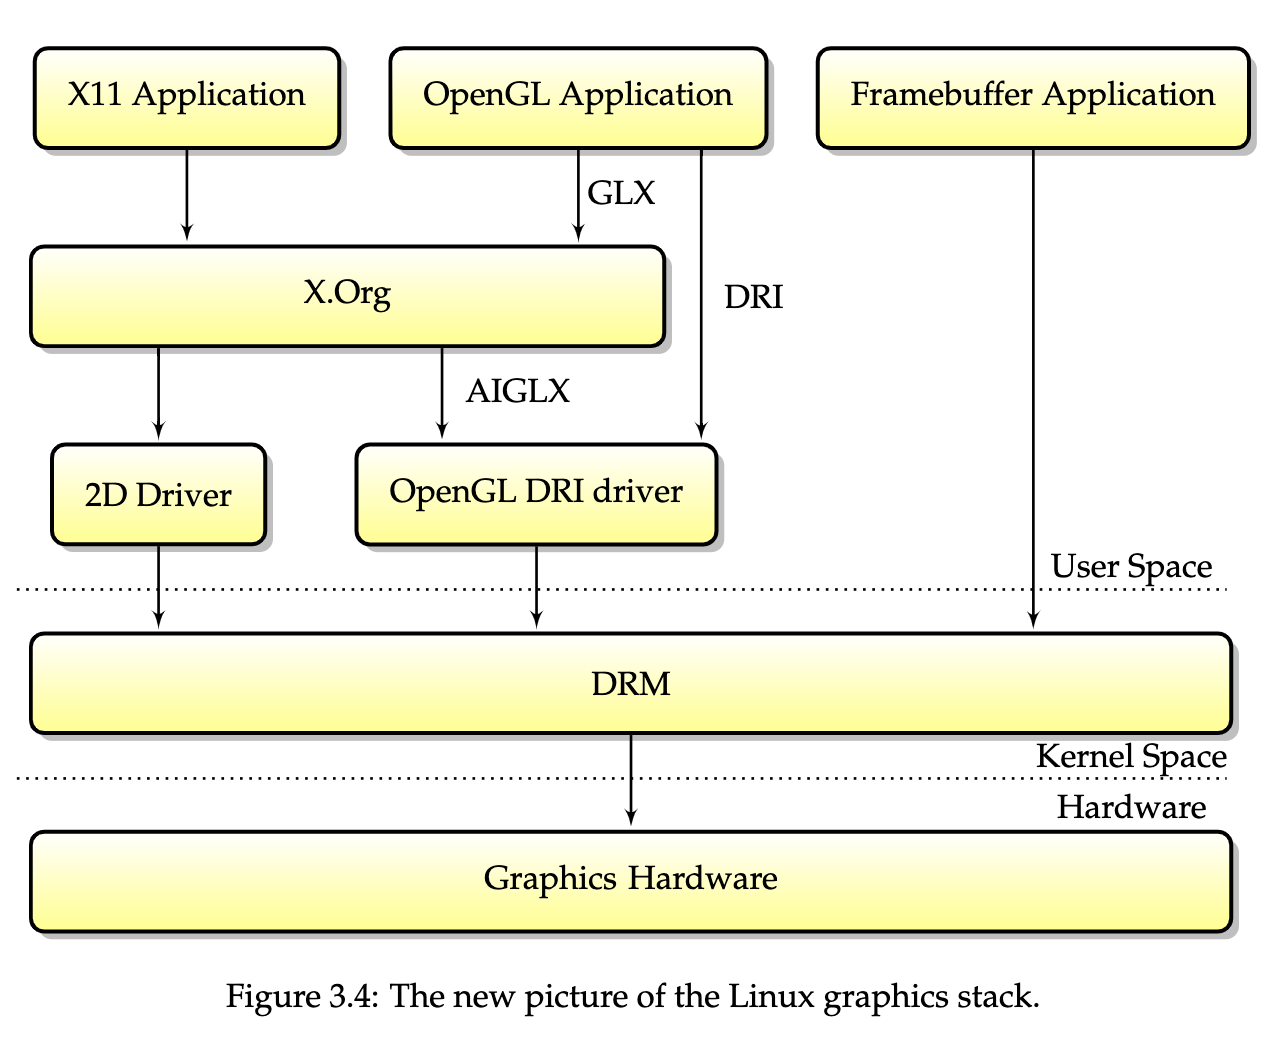 X11 Application
OpenGL Application
Framebuffer Application
GLX
X.Org
DRI
AIGLX
2D Driver
OpenGL DRI driver
User Space
DRM
Kernel Space
Hardware
Graphics Hardware
Figure 3.4: The new picture of the Linux graphics stack.